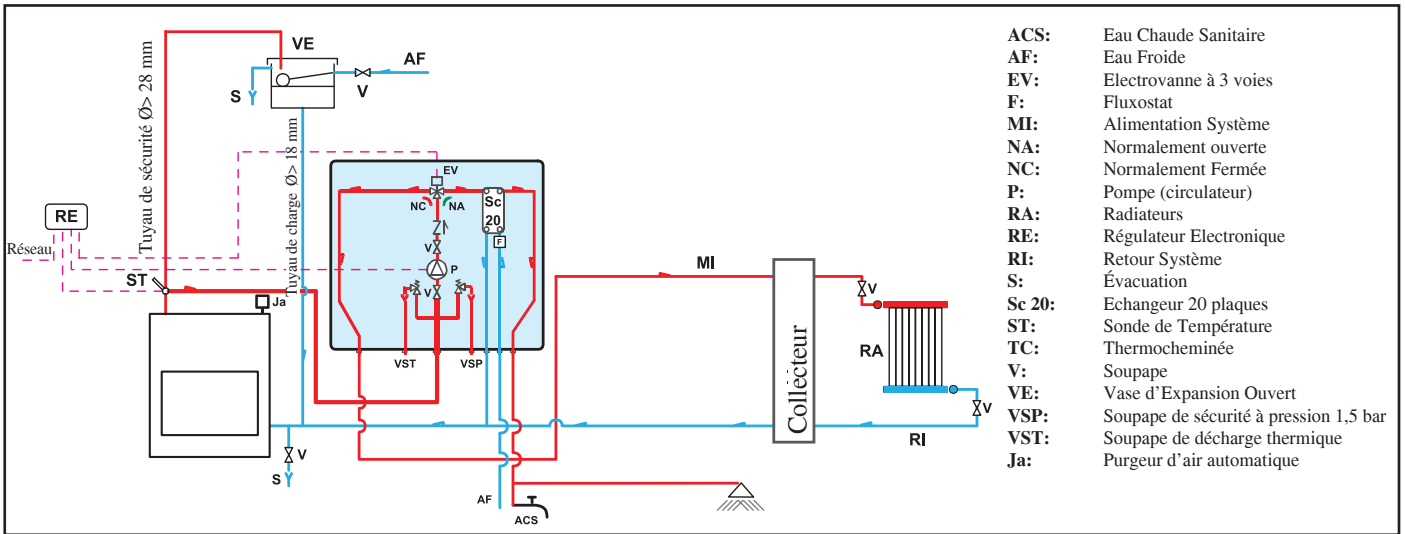 VE
AF
S
V
Tuyau de sécurité Ø> 28 mm
Tuyau de charge Ø> 18 mm
EV
NC
NA
Sc
20
F
V
P
V
RE
Réseau
ST
Ja
VST
VSP
MI
Collecteur
V
RA
V
RI
V
S
AF
ACS
ACS: Eau Chaude Sanitaire
AF: Eau Froide
EV: Electrovanne à 3 voies
F: Fluxostat
MI: Alimentation Système
NA: Normalement ouverte
NC: Normalement Fermée
P: Pompe (circulateur)
RA: Radiateurs
RE: Régulateur Electronique
RI: Retour Système
S: Évacuation
Sc 20: Echangeur 20 plaques
ST: Sonde de Température
TC: Thermocheminée
V: Soupape
VE: Vase d’Expansion Ouvert
VSP: Soupape de sécurité à pression 1,5 bar
VST: Soupape de décharge thermique
Ja: Purgeur d’air automatique